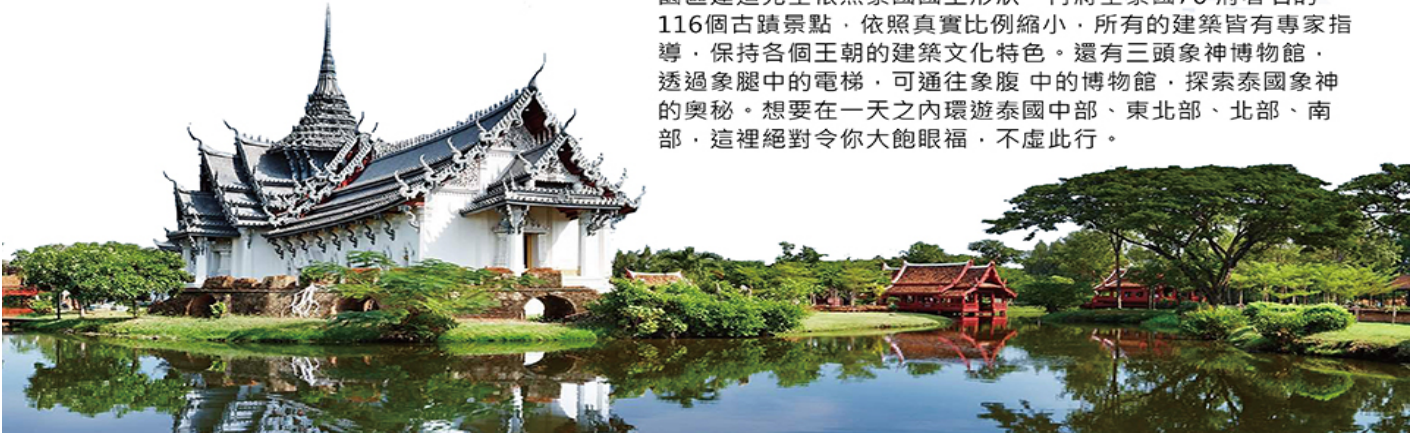 116個古蹟景點，依照真實比例縮小，所有的建築皆有專家指
導，保持各個王朝的建築文化特色。還有三頭象神博物館，
透過象腿中的電梯，可通往象腹 中的博物館，探索泰國象神
的奧秘。想要在一天之內環遊泰國中部、東北部、北部、南
部，這裡絕對令你大飽眼福，不虛此行。